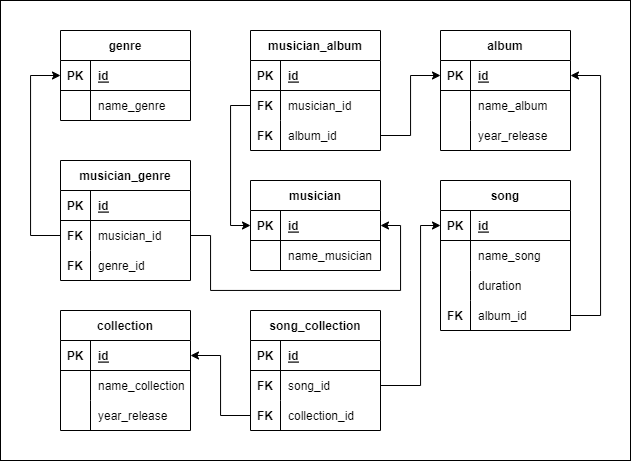 genre
PK id
name_genre
musician_album
PK id
FK musician_id
FK album_id
album
PK id
name_album
year_release
musician_genre
PK id
FK musician_id
FK genre_id
musician
PK id
name_musician
song
PK id
name_song
duration
FK album_id
collection
PK id
name_collection
year_release
song_collection
PK id
FK song_id
FK collection_id